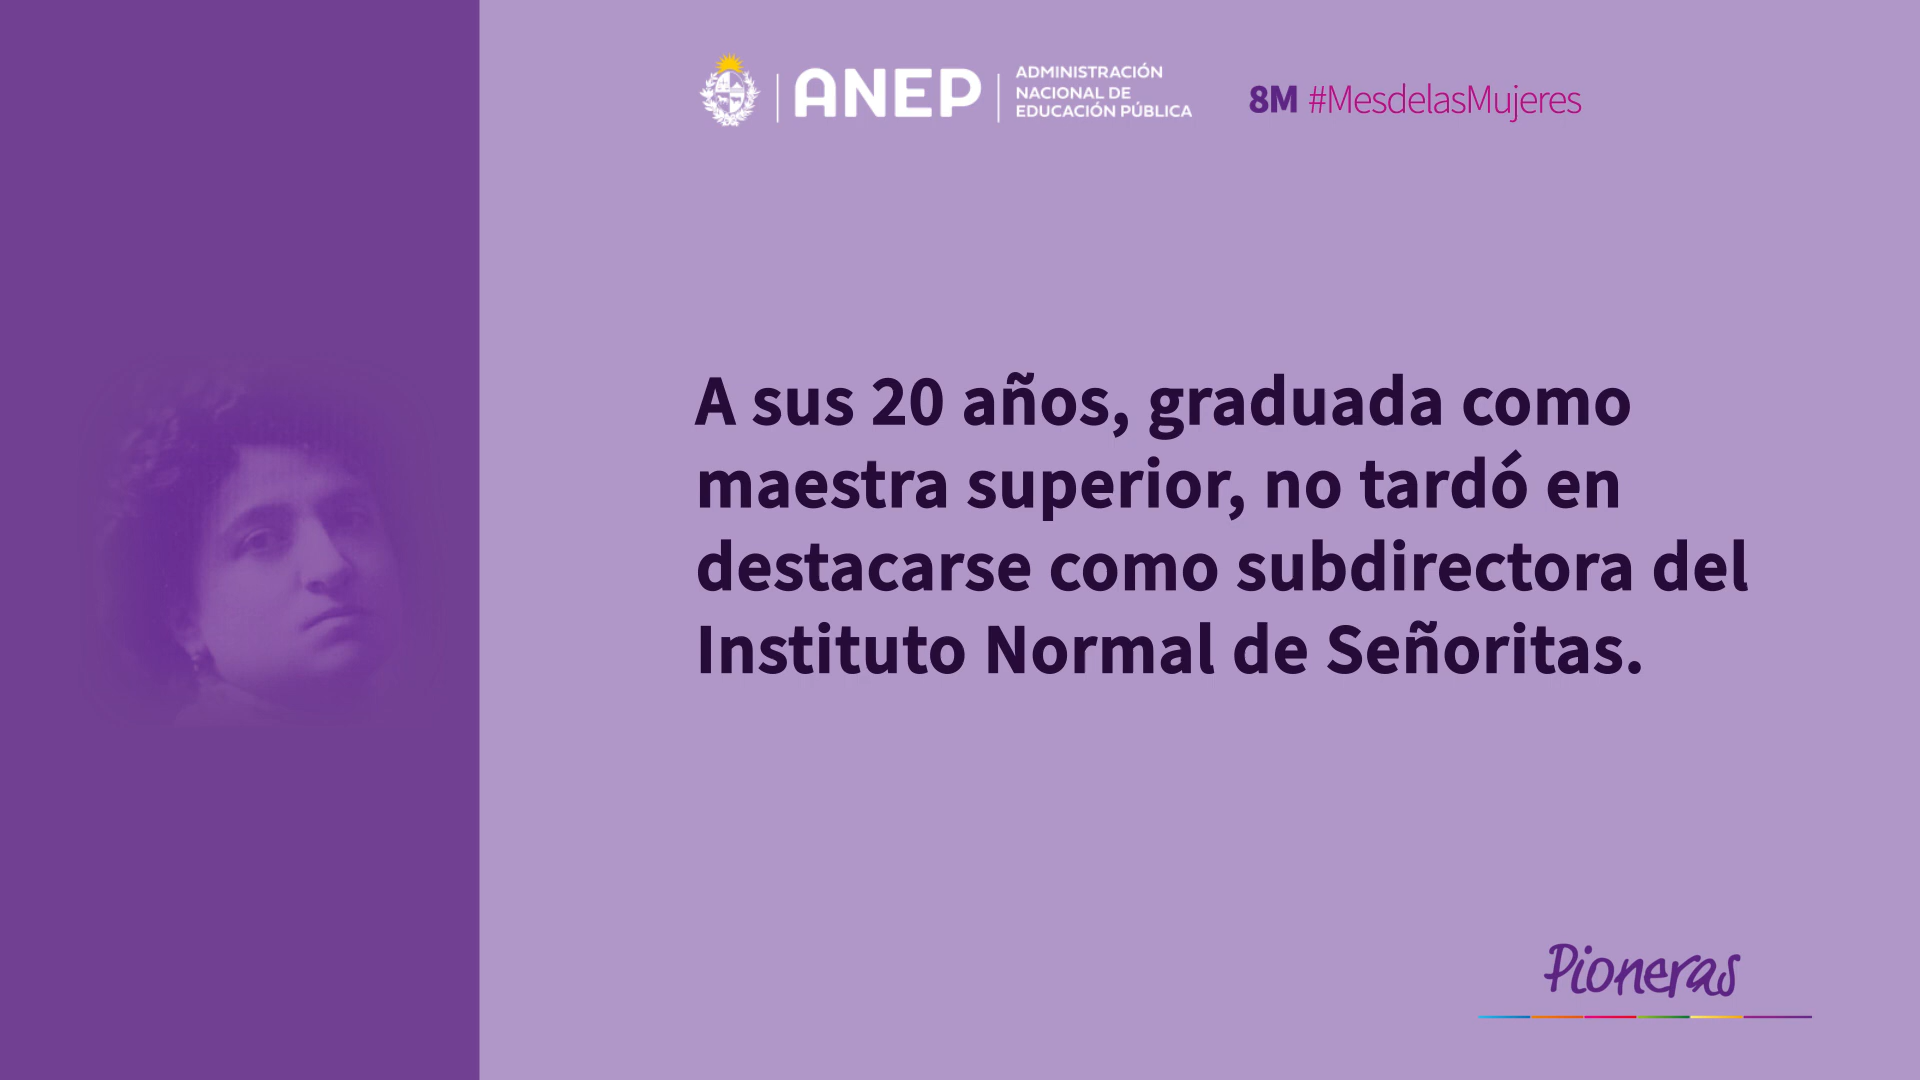 ANEP
ADMINISTRACIÓN
NACIONAL DE
EDUCACIÓN PÚBLICA
8M #MesdelasMujeres
A sus 20 años, graduada como
maestra superior, no tardó en
destacarse como subdirectora del
Instituto Normal de Señoritas.
Pioneras